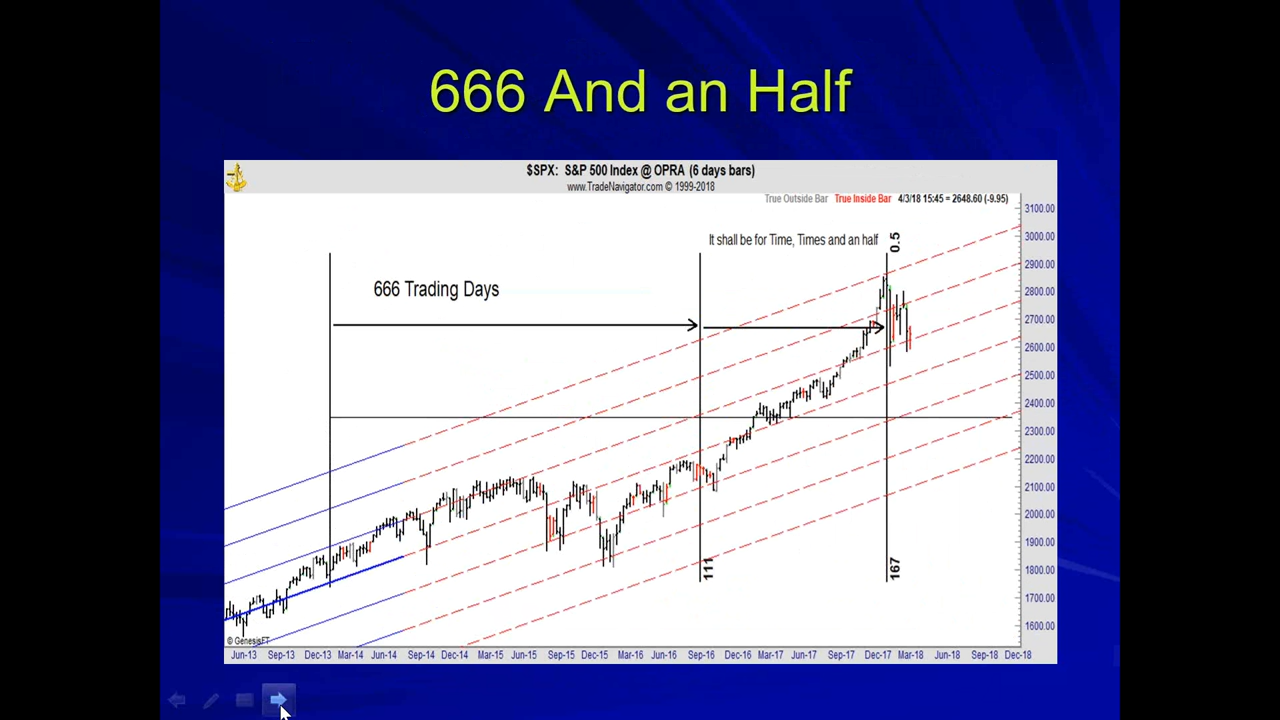 666 And an Half
$SPX: S&P 500 Index @ OPRA (6 days bars)
www.TradeNavigator.com © 1999-2018
True Outside Bar True Inside Bar 4/3/18 15:45 = 2648.60 (-9.95)
It shall be for Time, Times and an half
0.5
666 Trading Days
3100.00
3000.00
2900.00
2800.00
2700.00
2600.00
2500.00
2400.00
2300.00
2200.00
2100.00
2000.00
1900.00
1800.00
1700.00
1600.00
111
167
© GenesisFT
Jun-13 Sep-13 Dec-13 Mar-14 Jun-14 Sep-14 Dec-14 Mar-15 Jun-15 Sep-15 Dec-15 Mar-16 Jun-16 Sep-16 Dec-16 Mar-17 Jun-17 Sep-17 Dec-17 Mar-18 Jun-18 Sep-18 Dec-18